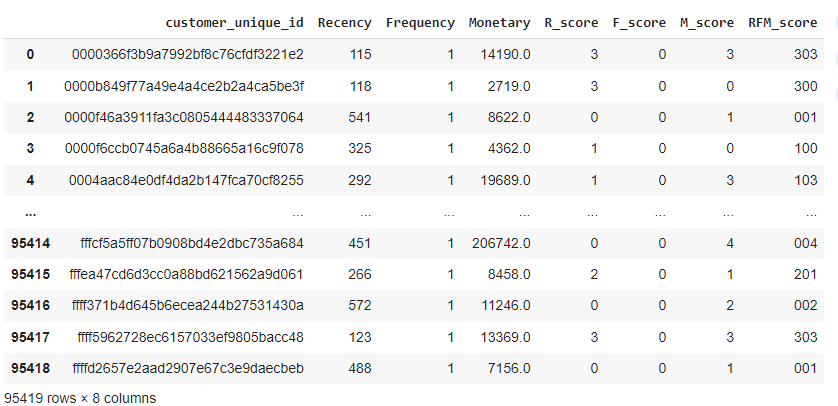 customer_unique_id Recency Frequency Monetary R_score F_score M_score RFM_score
0 0000366f3b9a7992bf8c76cfdf3221e2 115 1 14190.0 3 0 3 303
1 0000b849f77a49e4a4ce2b2a4ca5be3f 118 1 2719.0 3 0 0 300
2 0000f46a3911fa3c0805444483337064 541 1 8622.0 0 0 1 001
3 0000f6ccb0745a6a4b88665a16c9f078 325 1 4362.0 1 0 0 100
4 0004aac84e0df4da2b147fca70cf8255 292 1 19689.0 1 0 3 103
... ... ... ... ... ... ... ... ...
95414 fffcf5a5ff07b0908bd4e2dbc735a684 451 1 206742.0 0 0 4 004
95415 fffea47cd6d3cc0a88bd621562a9d061 266 1 8458.0 2 0 1 201
95416 ffff371b4d645b6ecea244b27531430a 572 1 11246.0 0 0 2 002
95417 ffff5962728ec6157033ef9805bacc48 123 1 13369.0 3 0 3 303
95418 ffffd2657e2aad2907e67c3e9daecbeb 488 1 7156.0 0 0 1 001
95419 rows × 8 columns